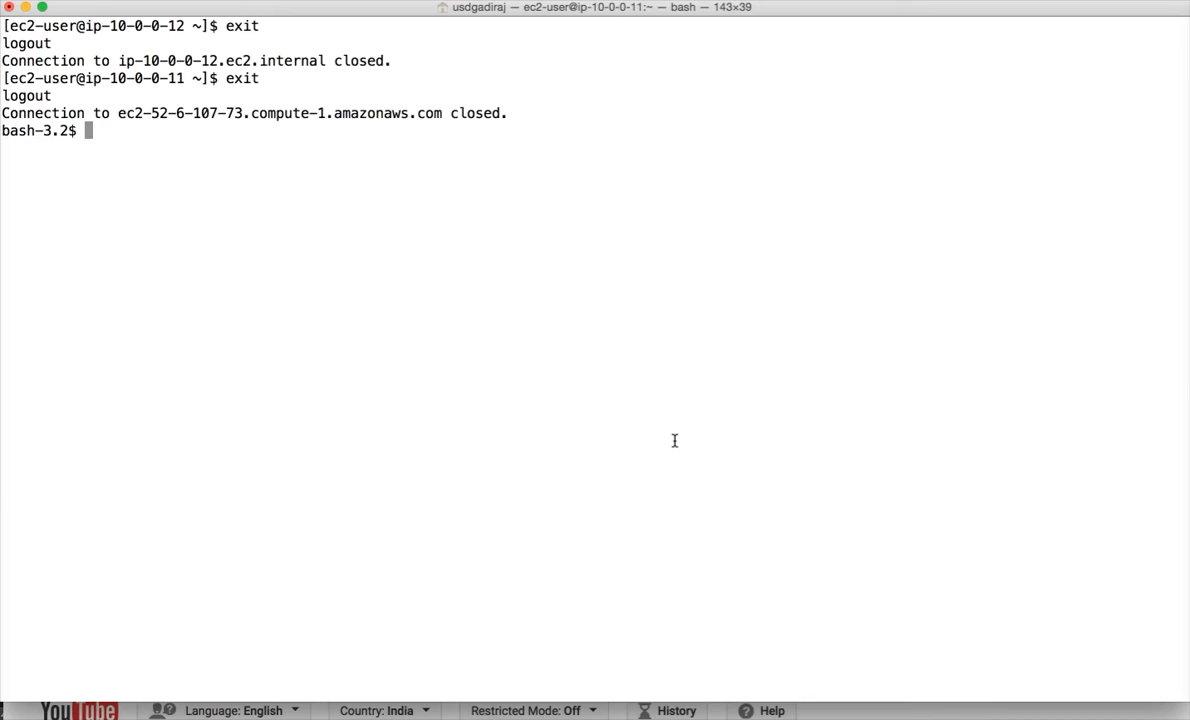 usdgadiraj — ec2-user@ip-10-0-0-11:~ — bash — 143×39
[ec2-user@ip-10-0-0-12 ~]$ exit
logout
Connection to ip-10-0-0-12.ec2.internal closed.
[ec2-user@ip-10-0-0-11 ~]$ exit
logout
Connection to ec2-52-6-107-73.compute-1.amazonaws.com closed.
bash-3.2$
YouTube Language: English Country: India Restricted Mode: Off History Help